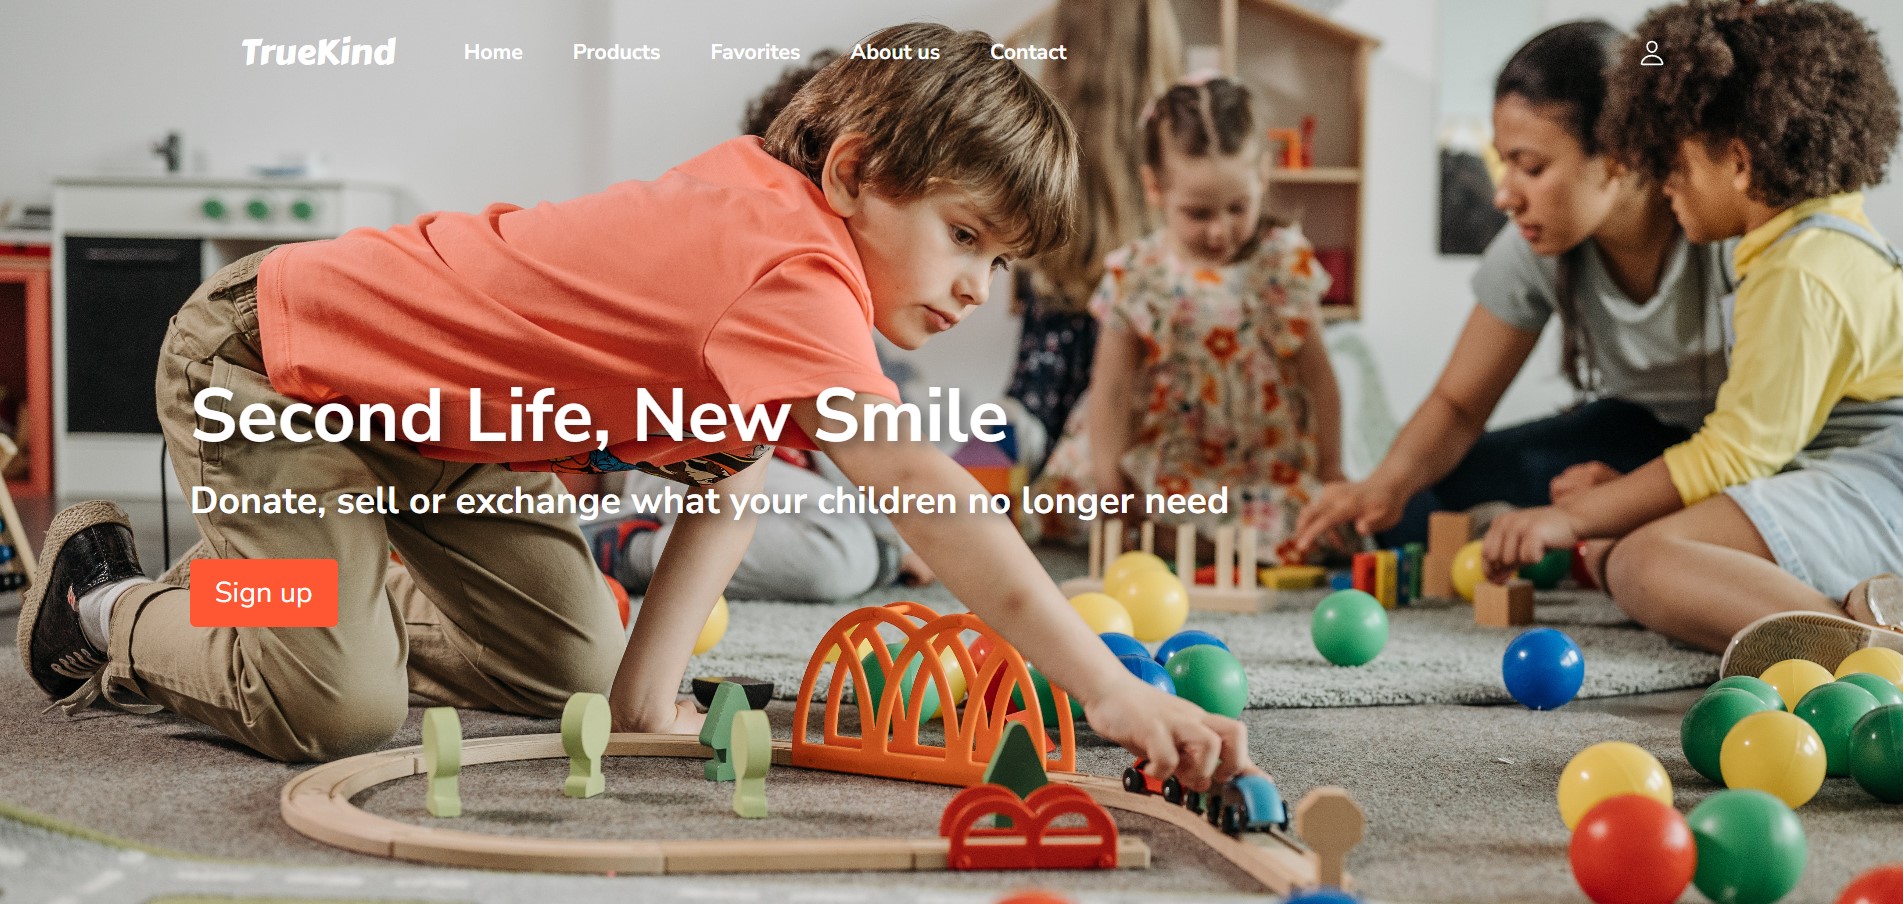 TrueKind
Home
Products
Favorites
About us
Contact
Second Life, New Smile
Donate, sell or exchange what your children no longer need
Sign up